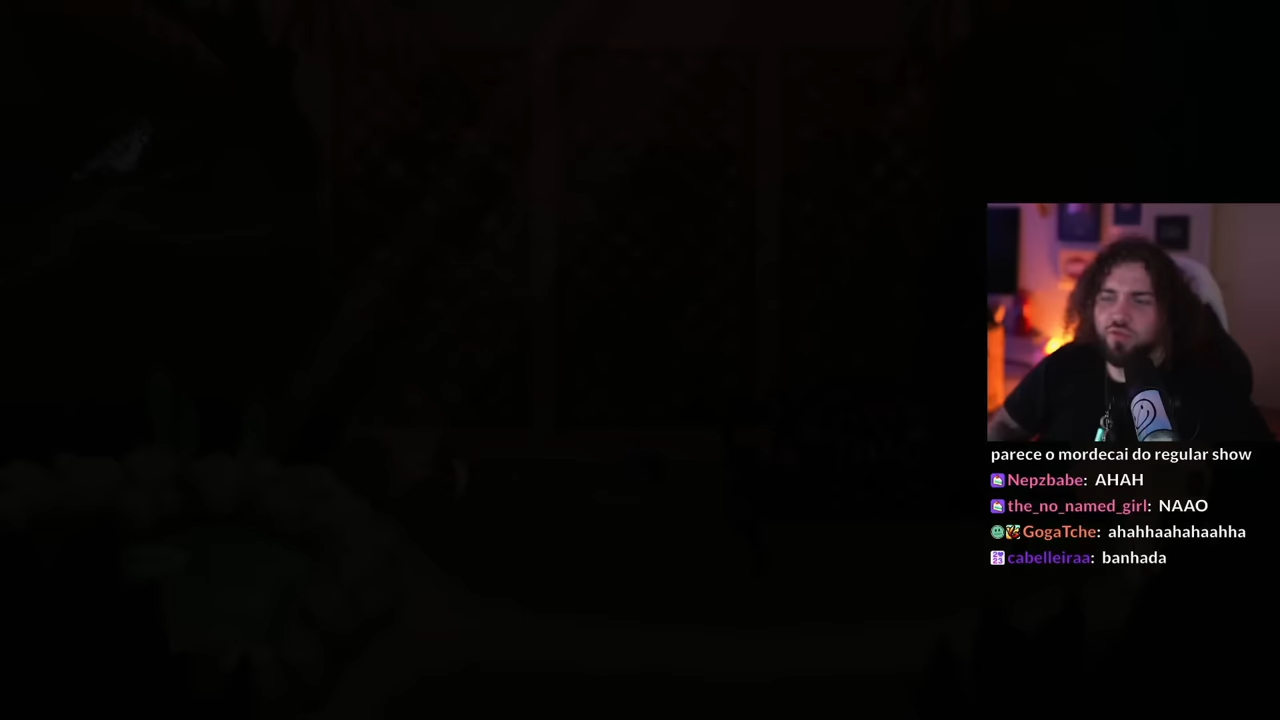 parece o mordecai do regular show
Nepzbabe: AHAH
the_no_named_girl: NAAO
GogaTche: ahahhaahahaahha
cabelleiraa: banhada